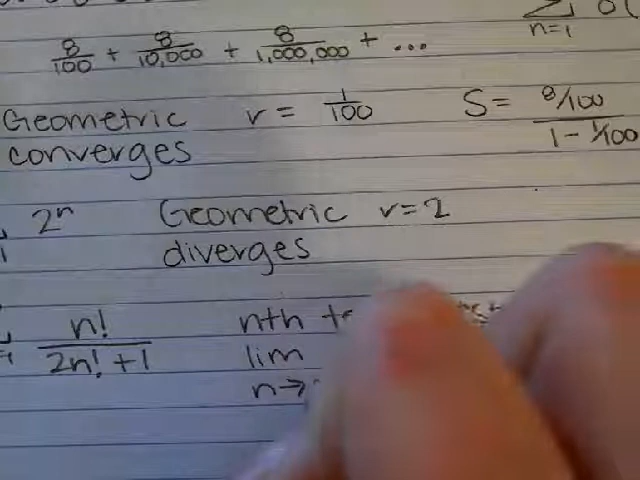 n=1
8/100 + 8/10,000 + 8/1,000,000 + ...
Geometric r = 1/100 S = 8/100 / 1 - 1/100
converges
2ⁿ Geometric r=2
diverges
n! / 2n! + 1 nth
lim
n→